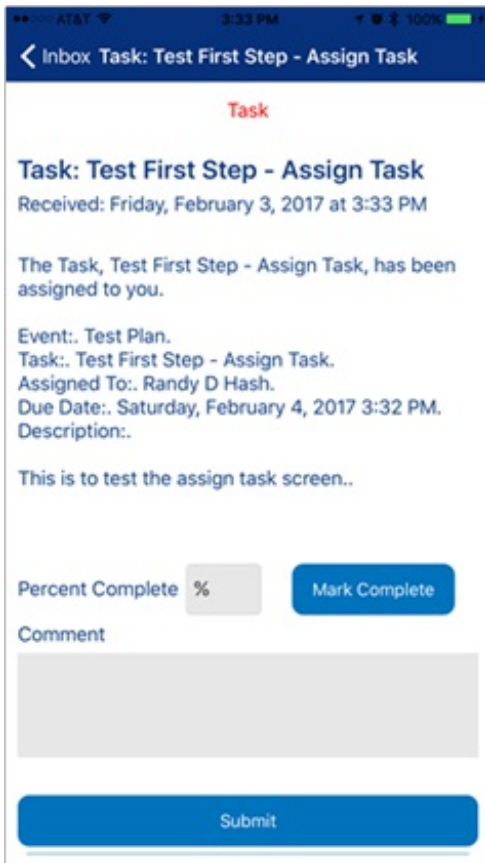 AT&T 3:33 PM 100%
Inbox Task: Test First Step - Assign Task
Task
Task: Test First Step - Assign Task
Received: Friday, February 3, 2017 at 3:33 PM
The Task, Test First Step - Assign Task, has been
assigned to you.
Event:. Test Plan.
Task:. Test First Step - Assign Task.
Assigned To:. Randy D Hash.
Due Date:. Saturday, February 4, 2017 3:32 PM.
Description:.
This is to test the assign task screen..
Percent Complete % Mark Complete
Comment
Submit